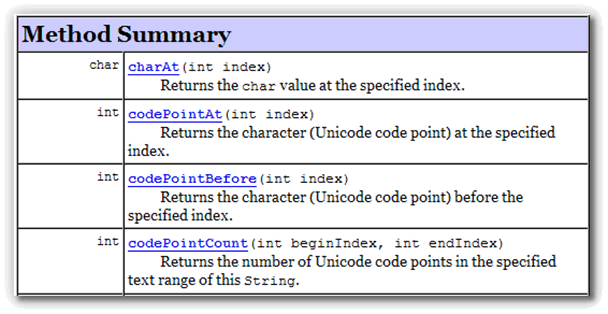 Method Summary
char charAt(int index)
Returns the char value at the specified index.
int codePointAt(int index)
Returns the character (Unicode code point) at the specified
index.
int codePointBefore(int index)
Returns the character (Unicode code point) before the
specified index.
int codePointCount(int beginIndex, int endIndex)
Returns the number of Unicode code points in the specified
text range of this String.